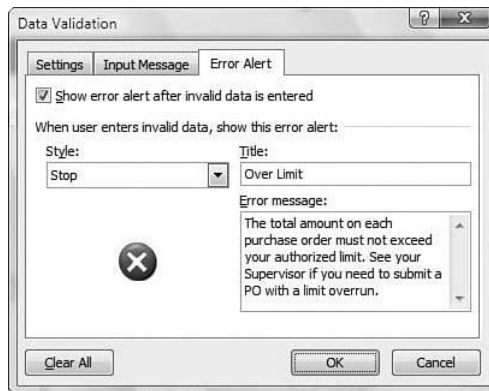 Data Validation
?
X
Settings
Input Message
Error Alert
Show error alert after invalid data is entered
When user enters invalid data, show this error alert:
Style:
Title:
Stop
Over Limit
Error message:
The total amount on each
purchase order must not exceed
your authorized limit. See your
Supervisor if you need to submit a
PO with a limit overrun.
Clear All
OK
Cancel